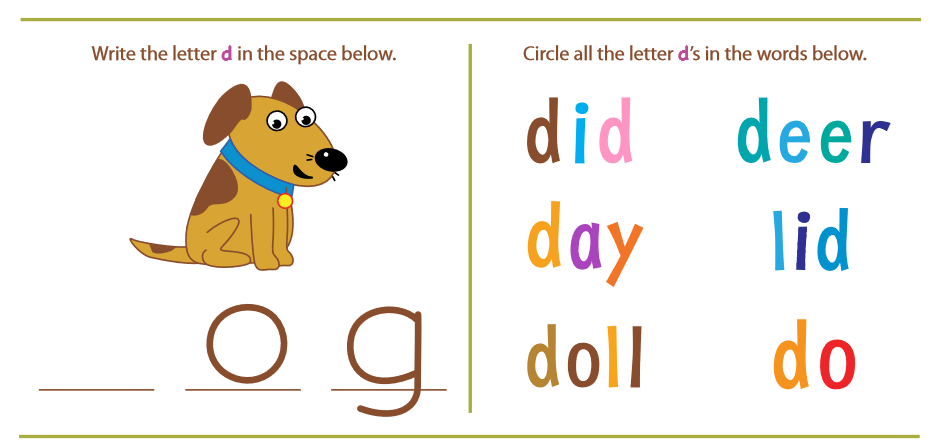 Write the letter d in the space below.
o g
Circle all the letter d's in the words below.
did deer
day lid
doll do